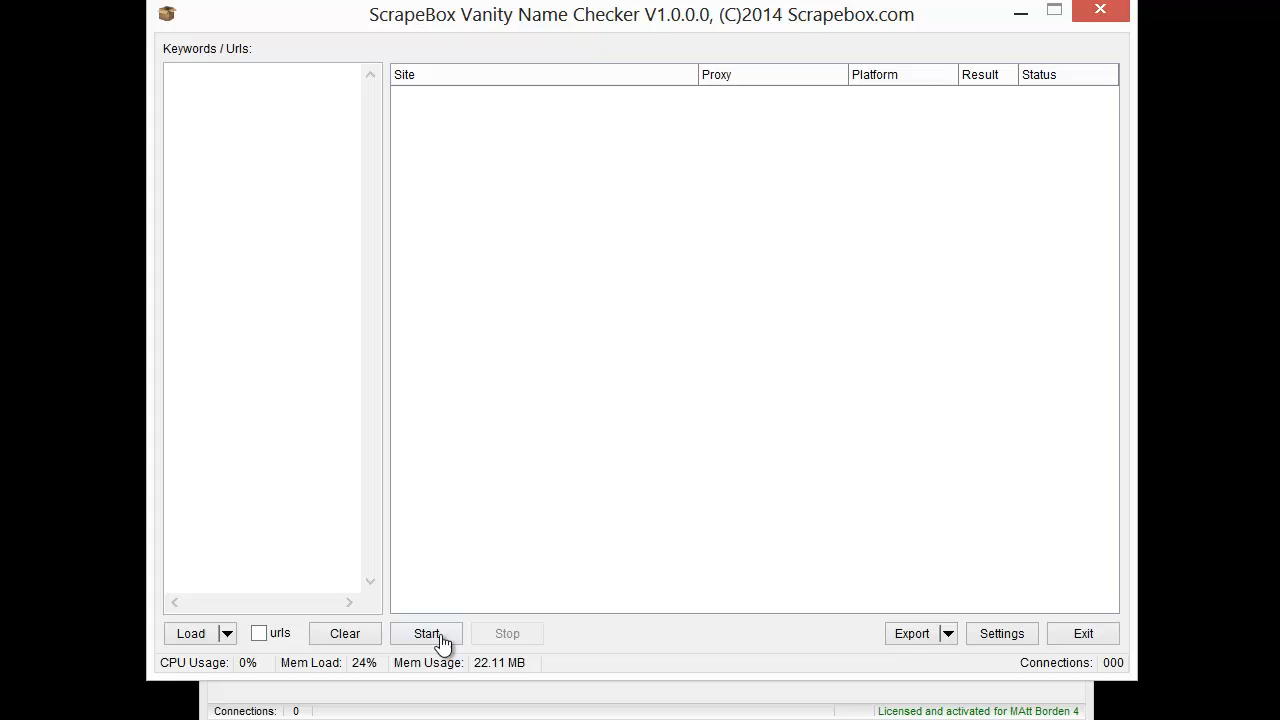 ScrapeBox Vanity Name Checker V1.0.0.0, (C)2014 Scrapebox.com
Keywords / Urls:
Site Proxy Platform Result Status
Load urls Clear Start Stop Export Settings Exit
CPU Usage: 0% Mem Load: 24% Mem Usage: 22.11 MB Connections: 000
Connections: 0 Licensed and activated for MAtt Borden 4